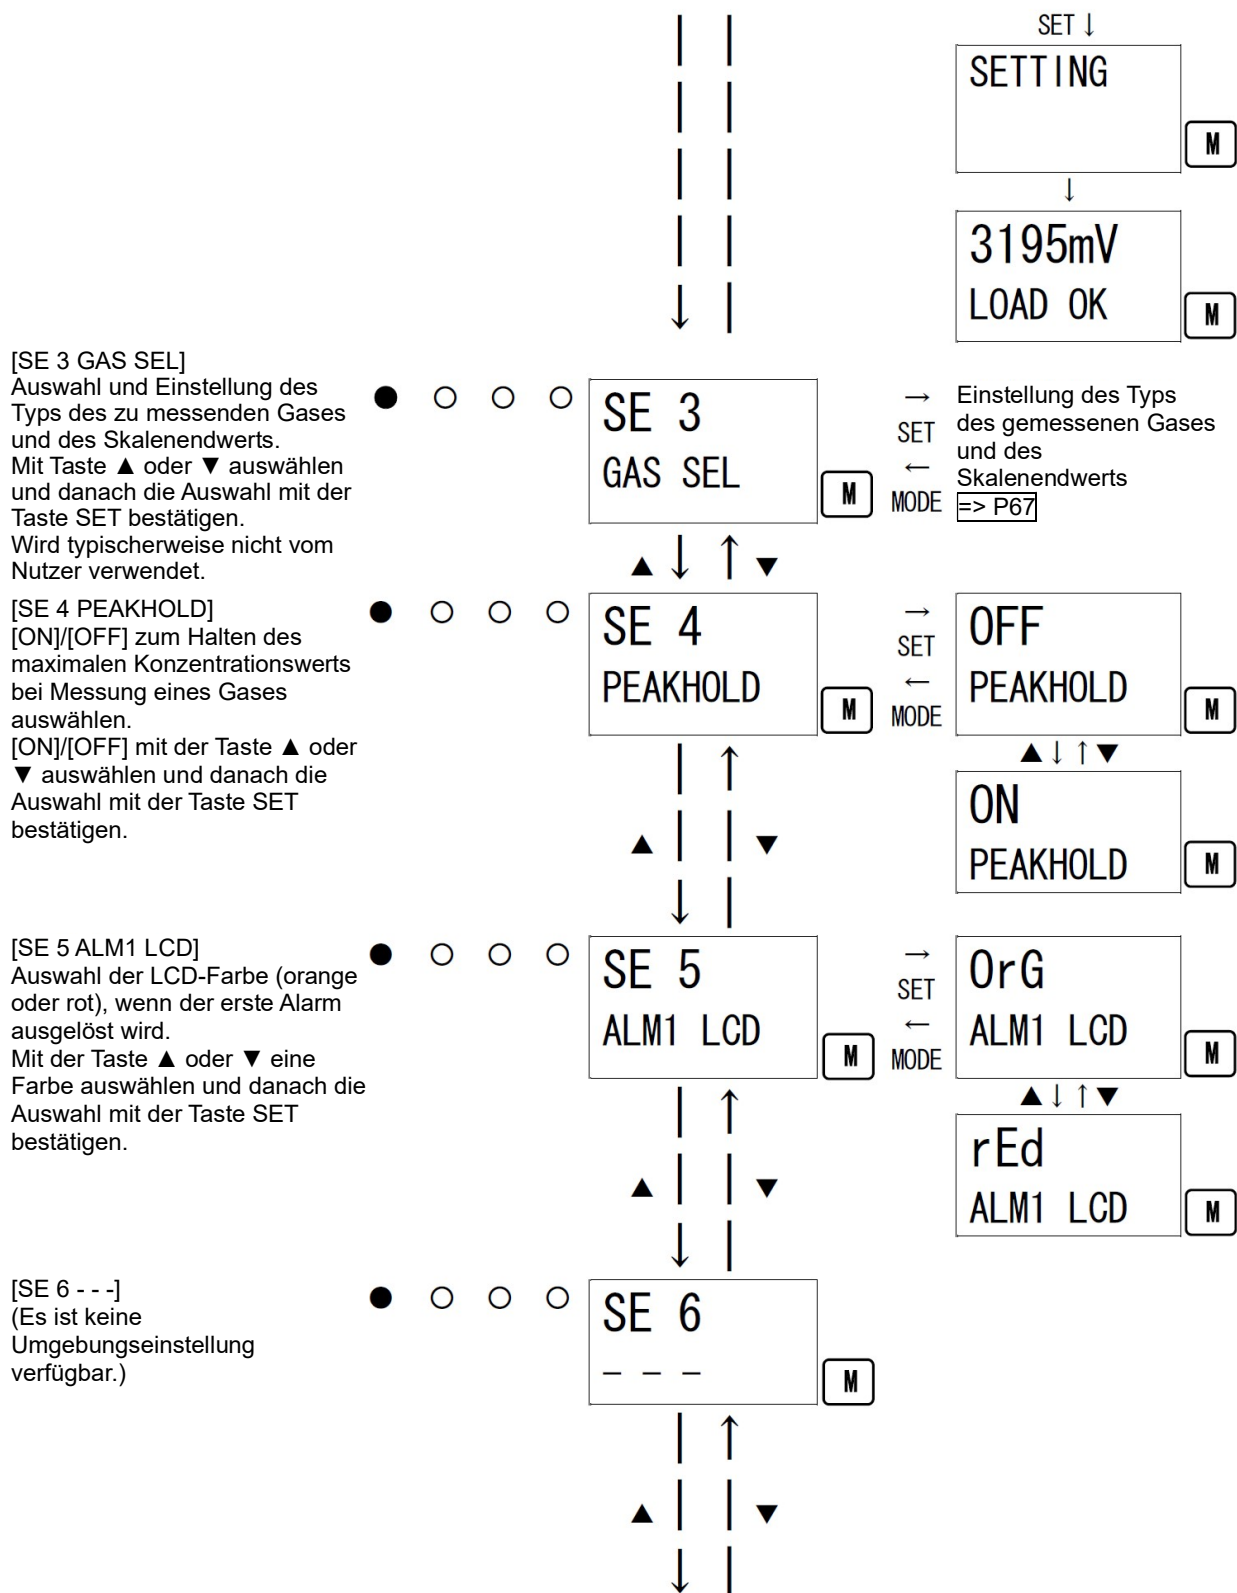 SET ↓
SETTING
M
↓
3195mV
LOAD OK
M
[SE 3 GAS SEL]
Auswahl und Einstellung des
Typs des zu messenden Gases
und des Skalenendwerts.
Mit Taste ▲ oder ▼ auswählen
und danach die Auswahl mit der
Taste SET bestätigen.
Wird typischerweise nicht vom
Nutzer verwendet.
● ○ ○ ○
SE 3
GAS SEL
M
→
SET
←
MODE
Einstellung des Typs
des gemessenen Gases
und des
Skalenendwerts
=> P67
▲↓ ↑▼
[SE 4 PEAKHOLD]
[ON]/[OFF] zum Halten des
maximalen Konzentrationswerts
bei Messung eines Gases
auswählen.
[ON]/[OFF] mit der Taste ▲ oder
▼ auswählen und danach die
Auswahl mit der Taste SET
bestätigen.
● ○ ○ ○
SE 4
PEAKHOLD
M
→
SET
←
MODE
OFF
PEAKHOLD
M
▲↓↑▼
ON
PEAKHOLD
M
▲ ▼
[SE 5 ALM1 LCD]
Auswahl der LCD-Farbe (orange
oder rot), wenn der erste Alarm
ausgelöst wird.
Mit der Taste ▲ oder ▼ eine
Farbe auswählen und danach die
Auswahl mit der Taste SET
bestätigen.
● ○ ○ ○
SE 5
ALM1 LCD
M
→
SET
←
MODE
OrG
ALM1 LCD
M
▲↓↑▼
rEd
ALM1 LCD
M
▲ ▼
[SE 6 - - -]
(Es ist keine
Umgebungseinstellung
verfügbar.)
● ○ ○ ○
SE 6
- - -
M
▲ ▼